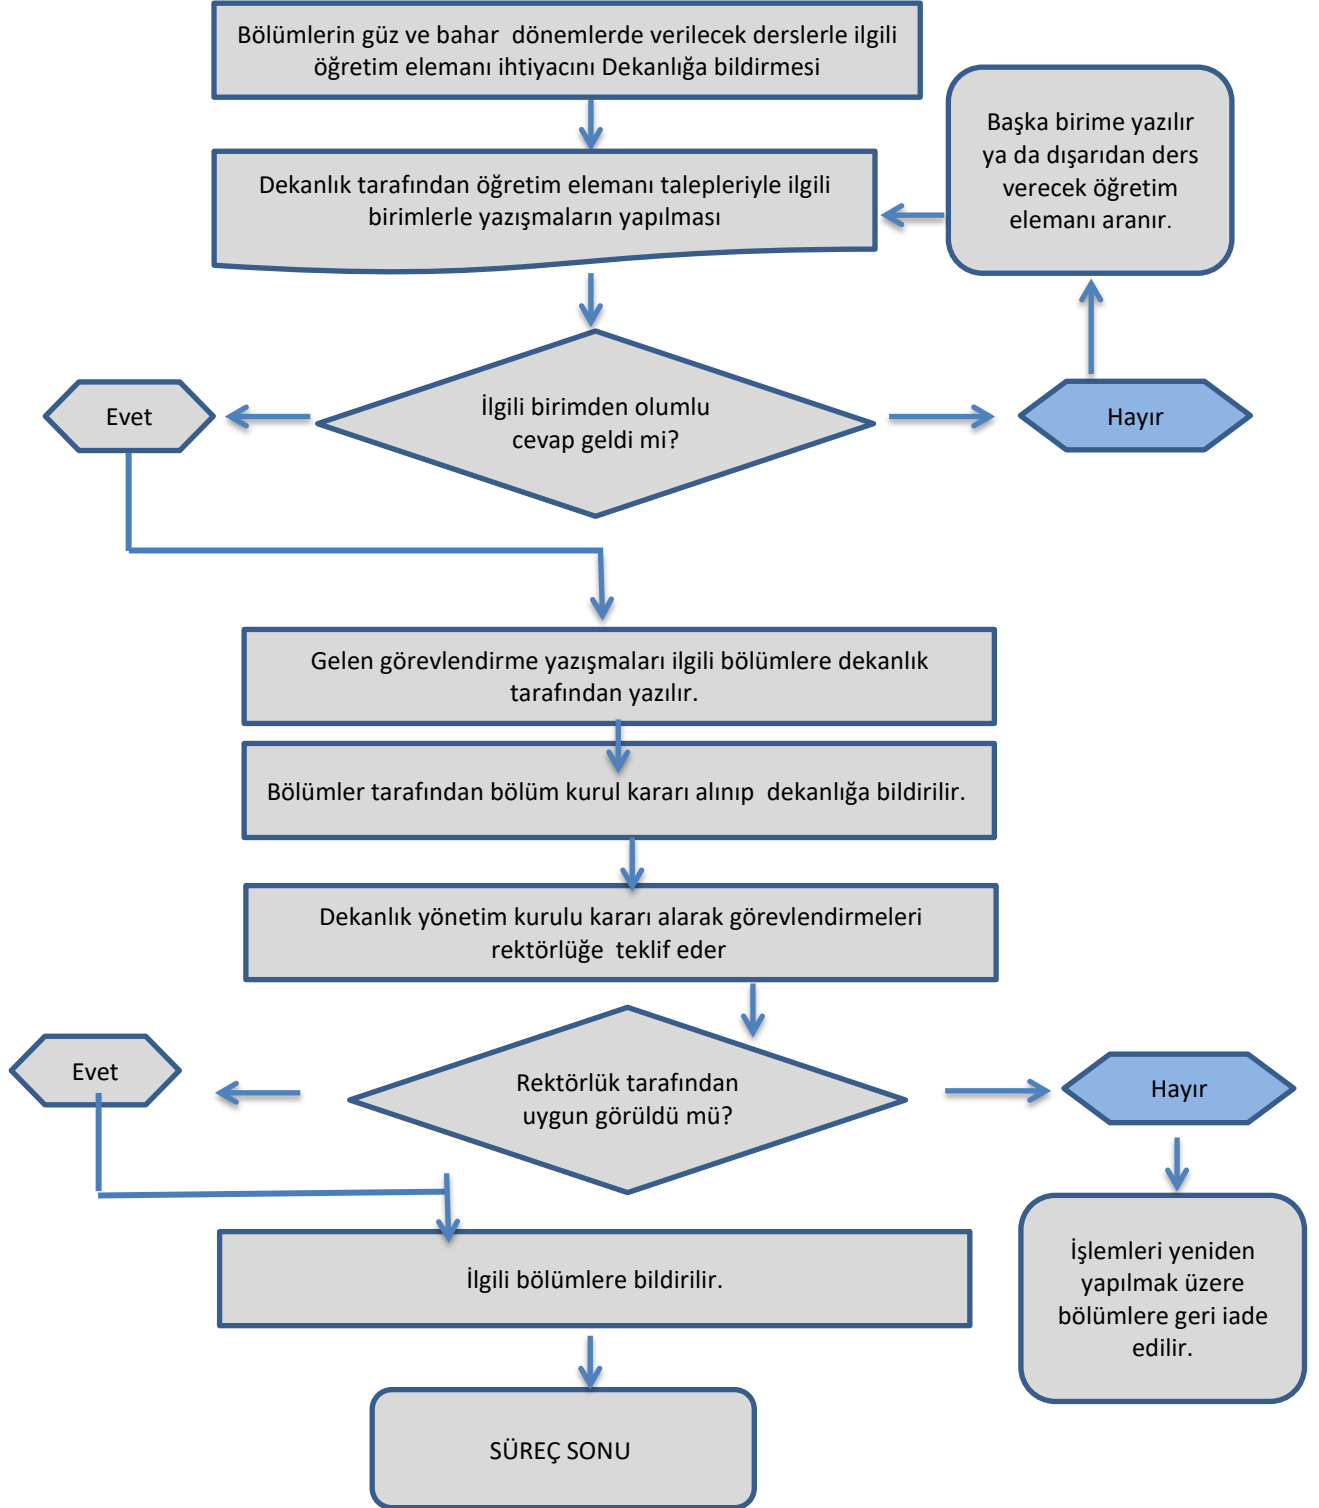 Bölümlerin güz ve bahar  dönemlerde verilecek derslerle ilgili
öğretim elemanı ihtiyacını Dekanlığa bildirmesi
Başka birime yazılır
ya da dışarıdan ders
verecek öğretim
elemanı aranır.
Dekanlık tarafından öğretim elemanı talepleriyle ilgili
birimlerle yazışmaların yapılması
Evet
İlgili birimden olumlu
cevap geldi mi?
Hayır
Gelen görevlendirme yazışmaları ilgili bölümlere dekanlık
tarafından yazılır.
Bölümler tarafından bölüm kurul kararı alınıp  dekanlığa bildirilir.
Dekanlık yönetim kurulu kararı alarak görevlendirmeleri
rektörlüğe  teklif eder
Evet
Rektörlük tarafından
uygun görüldü mü?
Hayır
İlgili bölümlere bildirilir.
İşlemleri yeniden
yapılmak üzere
bölümlere geri iade
edilir.
SÜREÇ SONU